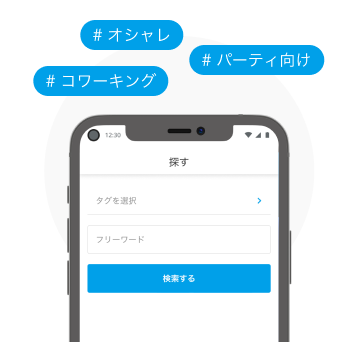 # オシャレ
# パーティ向け
# コワーキング
12:30
探す
タグを選択
フリーワード
検索する